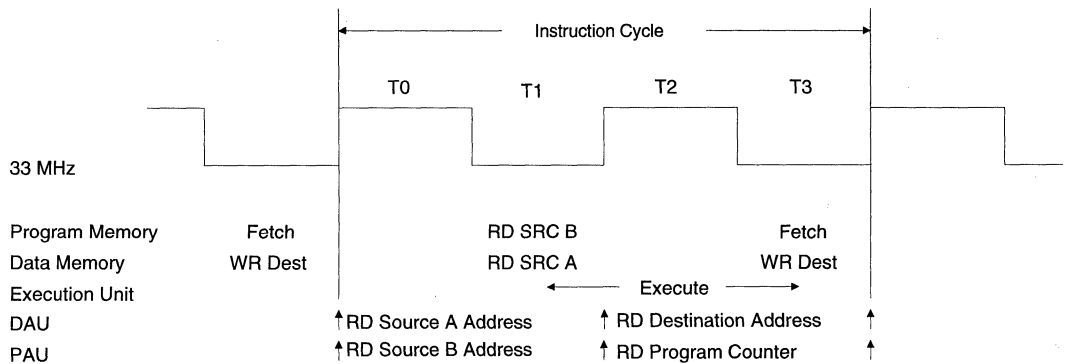 Instruction Cycle
T0 T1 T2 T3
33 MHz
Program Memory Fetch RD SRC B Fetch
Data Memory WR Dest RD SRC A WR Dest
Execution Unit Execute
DAU RD Source A Address RD Destination Address
PAU RD Source B Address RD Program Counter